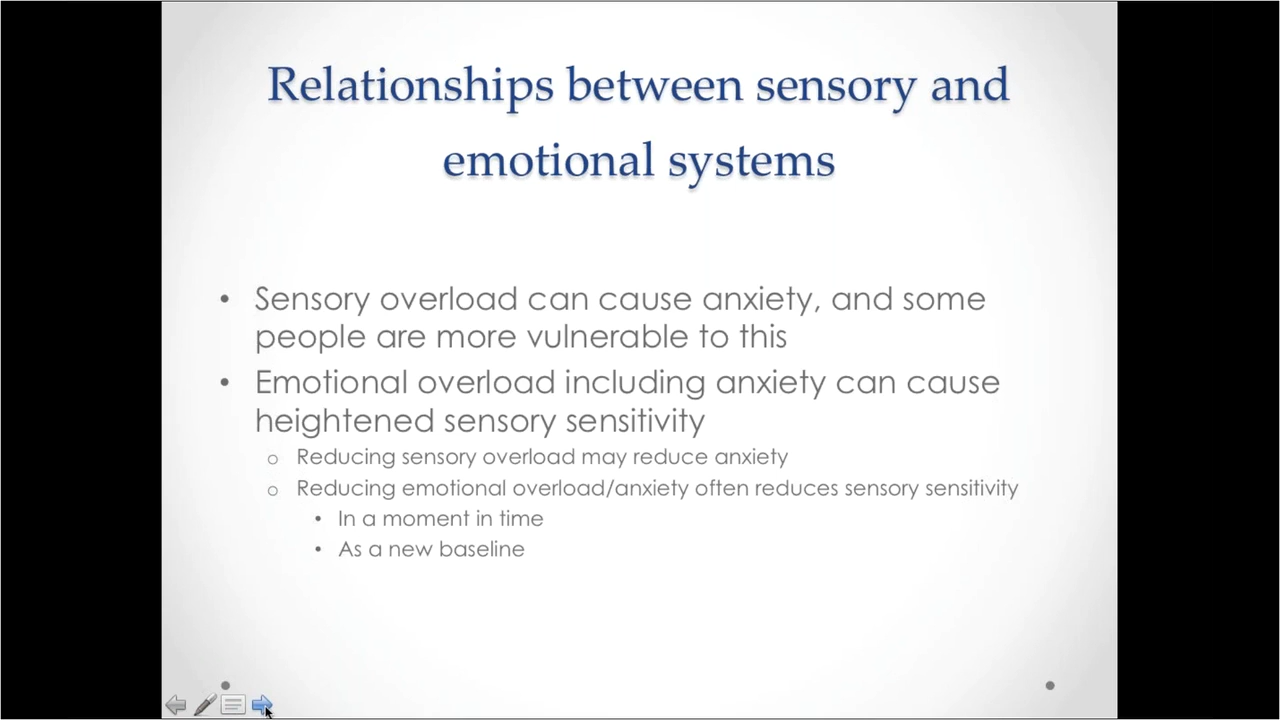 Relationships between sensory and
emotional systems
• Sensory overload can cause anxiety, and some
people are more vulnerable to this
• Emotional overload including anxiety can cause
heightened sensory sensitivity
o Reducing sensory overload may reduce anxiety
o Reducing emotional overload/anxiety often reduces sensory sensitivity
• In a moment in time
• As a new baseline